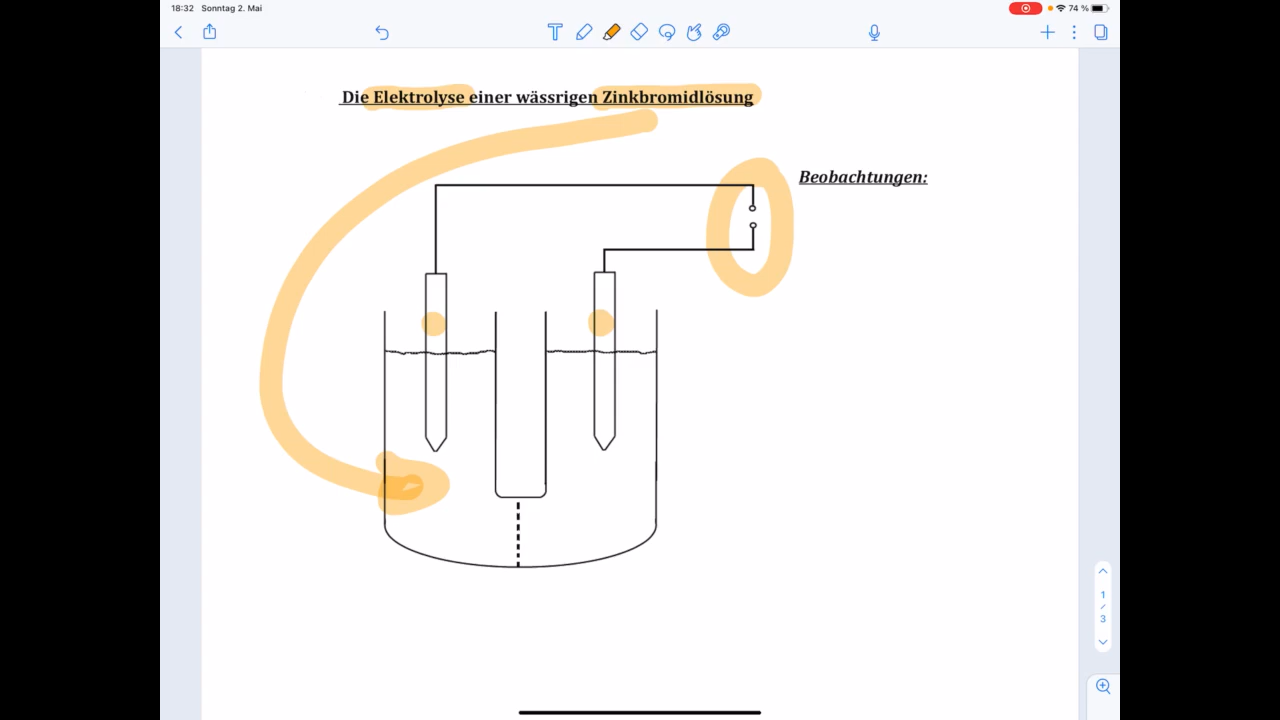 18:32 Sonntag 2. Mai
74 %
T
Die Elektrolyse einer wässrigen Zinkbromidlösung
Beobachtungen:
1
/
3